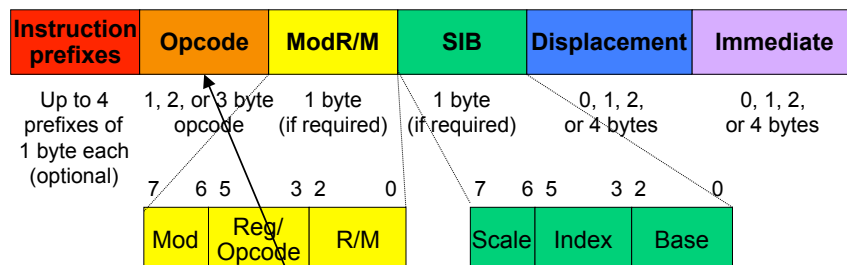 Instruction prefixes
Opcode
ModR/M
SIB
Displacement
Immediate
Up to 4
prefixes of
1 byte each
(optional)
1, 2, or 3 byte
opcode
1 byte
(if required)
1 byte
(if required)
0, 1, 2,
or 4 bytes
0, 1, 2,
or 4 bytes
7 6 5 3 2 0
Mod
Reg/
Opcode
R/M
7 6 5 3 2 0
Scale
Index
Base